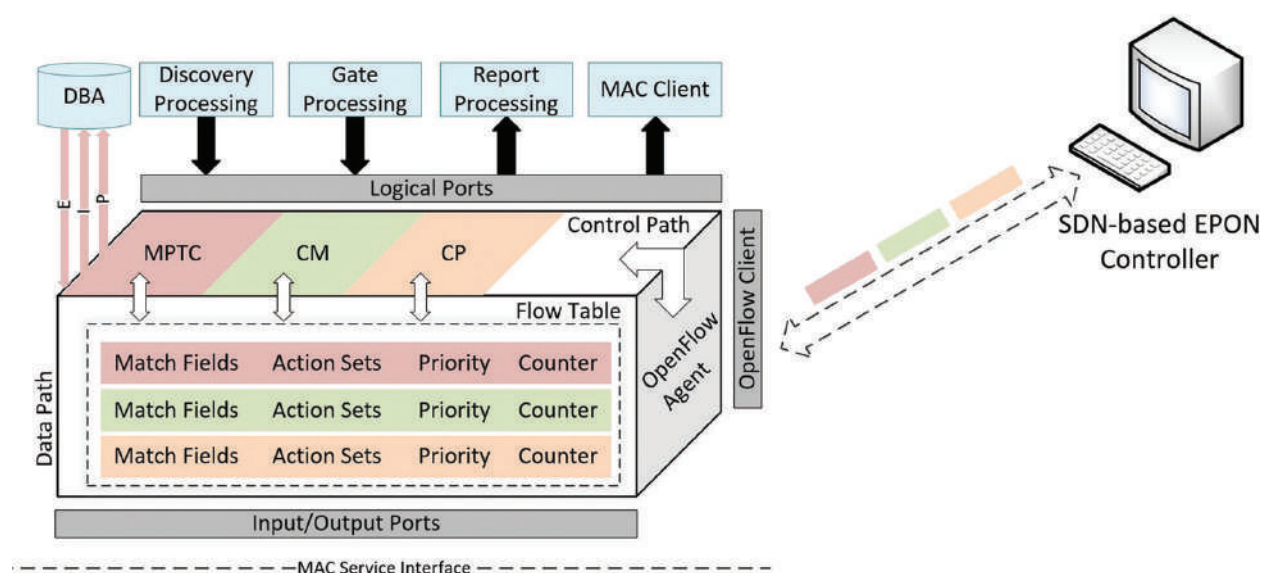 DBA
Discovery
Processing
Gate
Processing
Report
Processing
MAC Client
E
I
P
Logical Ports
MPTC
CM
CP
Control Path
Flow Table
Match Fields Action Sets Priority Counter
Match Fields Action Sets Priority Counter
Match Fields Action Sets Priority Counter
Data Path
OpenFlow
Agent
OpenFlow Client
Input/Output Ports
MAC Service Interface
SDN-based EPON
Controller